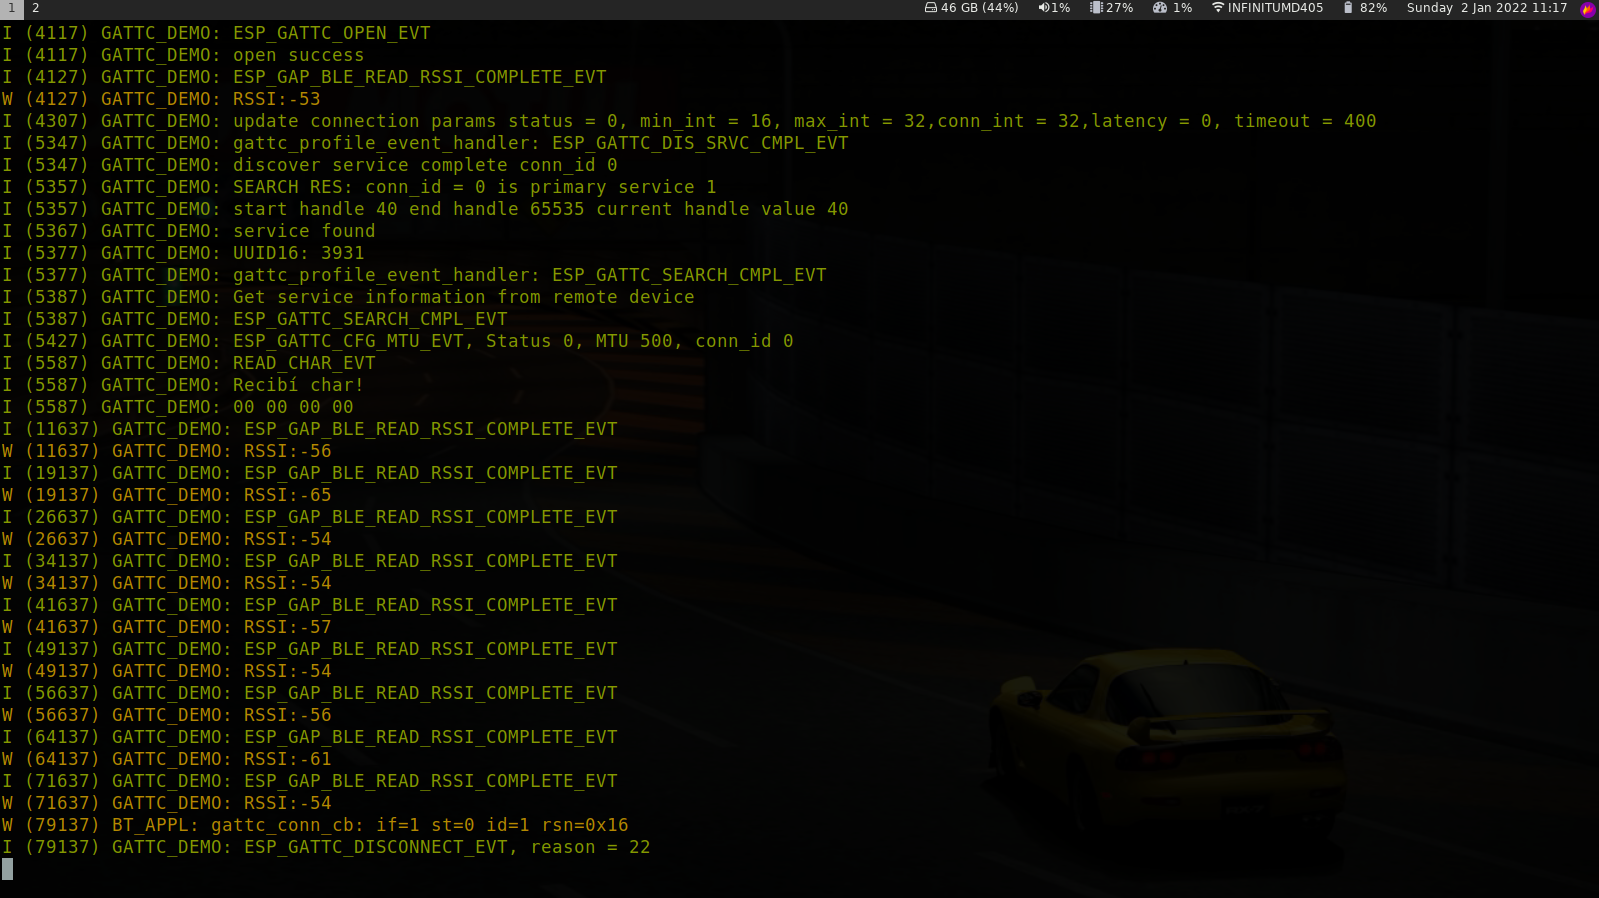 1 2 46 GB (44%) 1% 27% 1% INFINITUMD405 82% Sunday 2 Jan 2022 11:17
I (4117) GATTC_DEMO: ESP_GATTC_OPEN_EVT
I (4117) GATTC_DEMO: open success
I (4127) GATTC_DEMO: ESP_GAP_BLE_READ_RSSI_COMPLETE_EVT
W (4127) GATTC_DEMO: RSSI:-53
I (4307) GATTC_DEMO: update connection params status = 0, min_int = 16, max_int = 32,conn_int = 32,latency = 0, timeout = 400
I (5347) GATTC_DEMO: gattc_profile_event_handler: ESP_GATTC_DIS_SRVC_CMPL_EVT
I (5347) GATTC_DEMO: discover service complete conn_id 0
I (5357) GATTC_DEMO: SEARCH RES: conn_id = 0 is primary service 1
I (5357) GATTC_DEMO: start handle 40 end handle 65535 current handle value 40
I (5367) GATTC_DEMO: service found
I (5377) GATTC_DEMO: UUID16: 3931
I (5377) GATTC_DEMO: gattc_profile_event_handler: ESP_GATTC_SEARCH_CMPL_EVT
I (5387) GATTC_DEMO: Get service information from remote device
I (5387) GATTC_DEMO: ESP_GATTC_SEARCH_CMPL_EVT
I (5427) GATTC_DEMO: ESP_GATTC_CFG_MTU_EVT, Status 0, MTU 500, conn_id 0
I (5587) GATTC_DEMO: READ_CHAR_EVT
I (5587) GATTC_DEMO: Recibí char!
I (5587) GATTC_DEMO: 00 00 00 00
I (11637) GATTC_DEMO: ESP_GAP_BLE_READ_RSSI_COMPLETE_EVT
W (11637) GATTC_DEMO: RSSI:-56
I (19137) GATTC_DEMO: ESP_GAP_BLE_READ_RSSI_COMPLETE_EVT
W (19137) GATTC_DEMO: RSSI:-65
I (26637) GATTC_DEMO: ESP_GAP_BLE_READ_RSSI_COMPLETE_EVT
W (26637) GATTC_DEMO: RSSI:-54
I (34137) GATTC_DEMO: ESP_GAP_BLE_READ_RSSI_COMPLETE_EVT
W (34137) GATTC_DEMO: RSSI:-54
I (41637) GATTC_DEMO: ESP_GAP_BLE_READ_RSSI_COMPLETE_EVT
W (41637) GATTC_DEMO: RSSI:-57
I (49137) GATTC_DEMO: ESP_GAP_BLE_READ_RSSI_COMPLETE_EVT
W (49137) GATTC_DEMO: RSSI:-54
I (56637) GATTC_DEMO: ESP_GAP_BLE_READ_RSSI_COMPLETE_EVT
W (56637) GATTC_DEMO: RSSI:-56
I (64137) GATTC_DEMO: ESP_GAP_BLE_READ_RSSI_COMPLETE_EVT
W (64137) GATTC_DEMO: RSSI:-61
I (71637) GATTC_DEMO: ESP_GAP_BLE_READ_RSSI_COMPLETE_EVT
W (71637) GATTC_DEMO: RSSI:-54
W (79137) BT_APPL: gattc_conn_cb: if=1 st=0 id=1 rsn=0x16
I (79137) GATTC_DEMO: ESP_GATTC_DISCONNECT_EVT, reason = 22